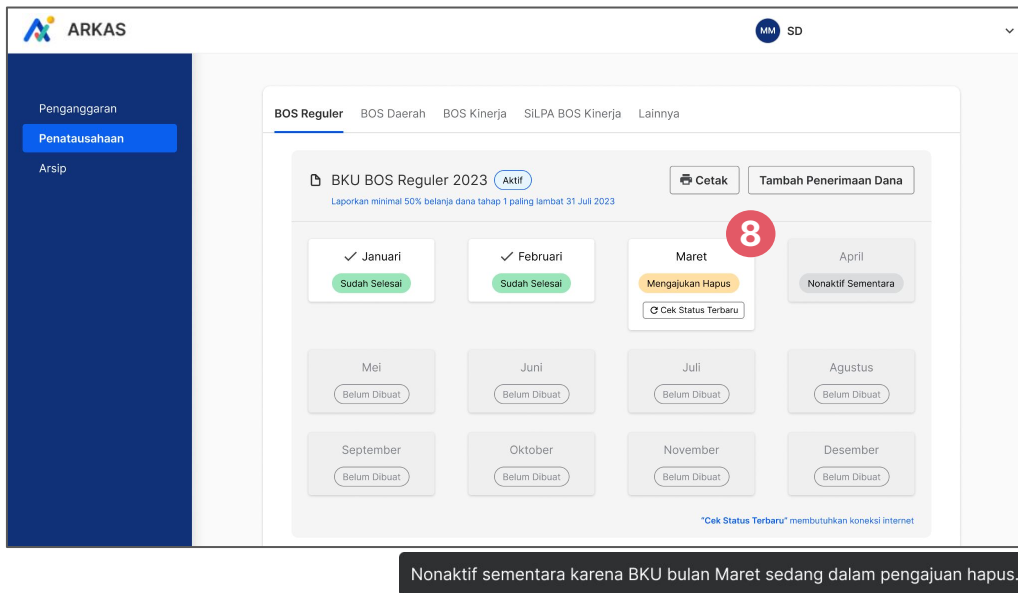 ARKAS
MM SD
Penganggaran
Penatausahaan
Arsip
BOS Reguler BOS Daerah BOS Kinerja SiLPA BOS Kinerja Lainnya
BKU BOS Reguler 2023 Aktif
Laporkan minimal 50% belanja dana tahap 1 paling lambat 31 Juli 2023
Cetak Tambah Penerimaan Dana
8
Januari Februari Maret April
Sudah Selesai Sudah Selesai Mengajukan Hapus Nonaktif Sementara
Cek Status Terbaru
Mei Juni Juli Agustus
Belum Dibuat Belum Dibuat Belum Dibuat Belum Dibuat
September Oktober November Desember
Belum Dibuat Belum Dibuat Belum Dibuat Belum Dibuat
"Cek Status Terbaru" membutuhkan koneksi internet
Nonaktif sementara karena BKU bulan Maret sedang dalam pengajuan hapus.